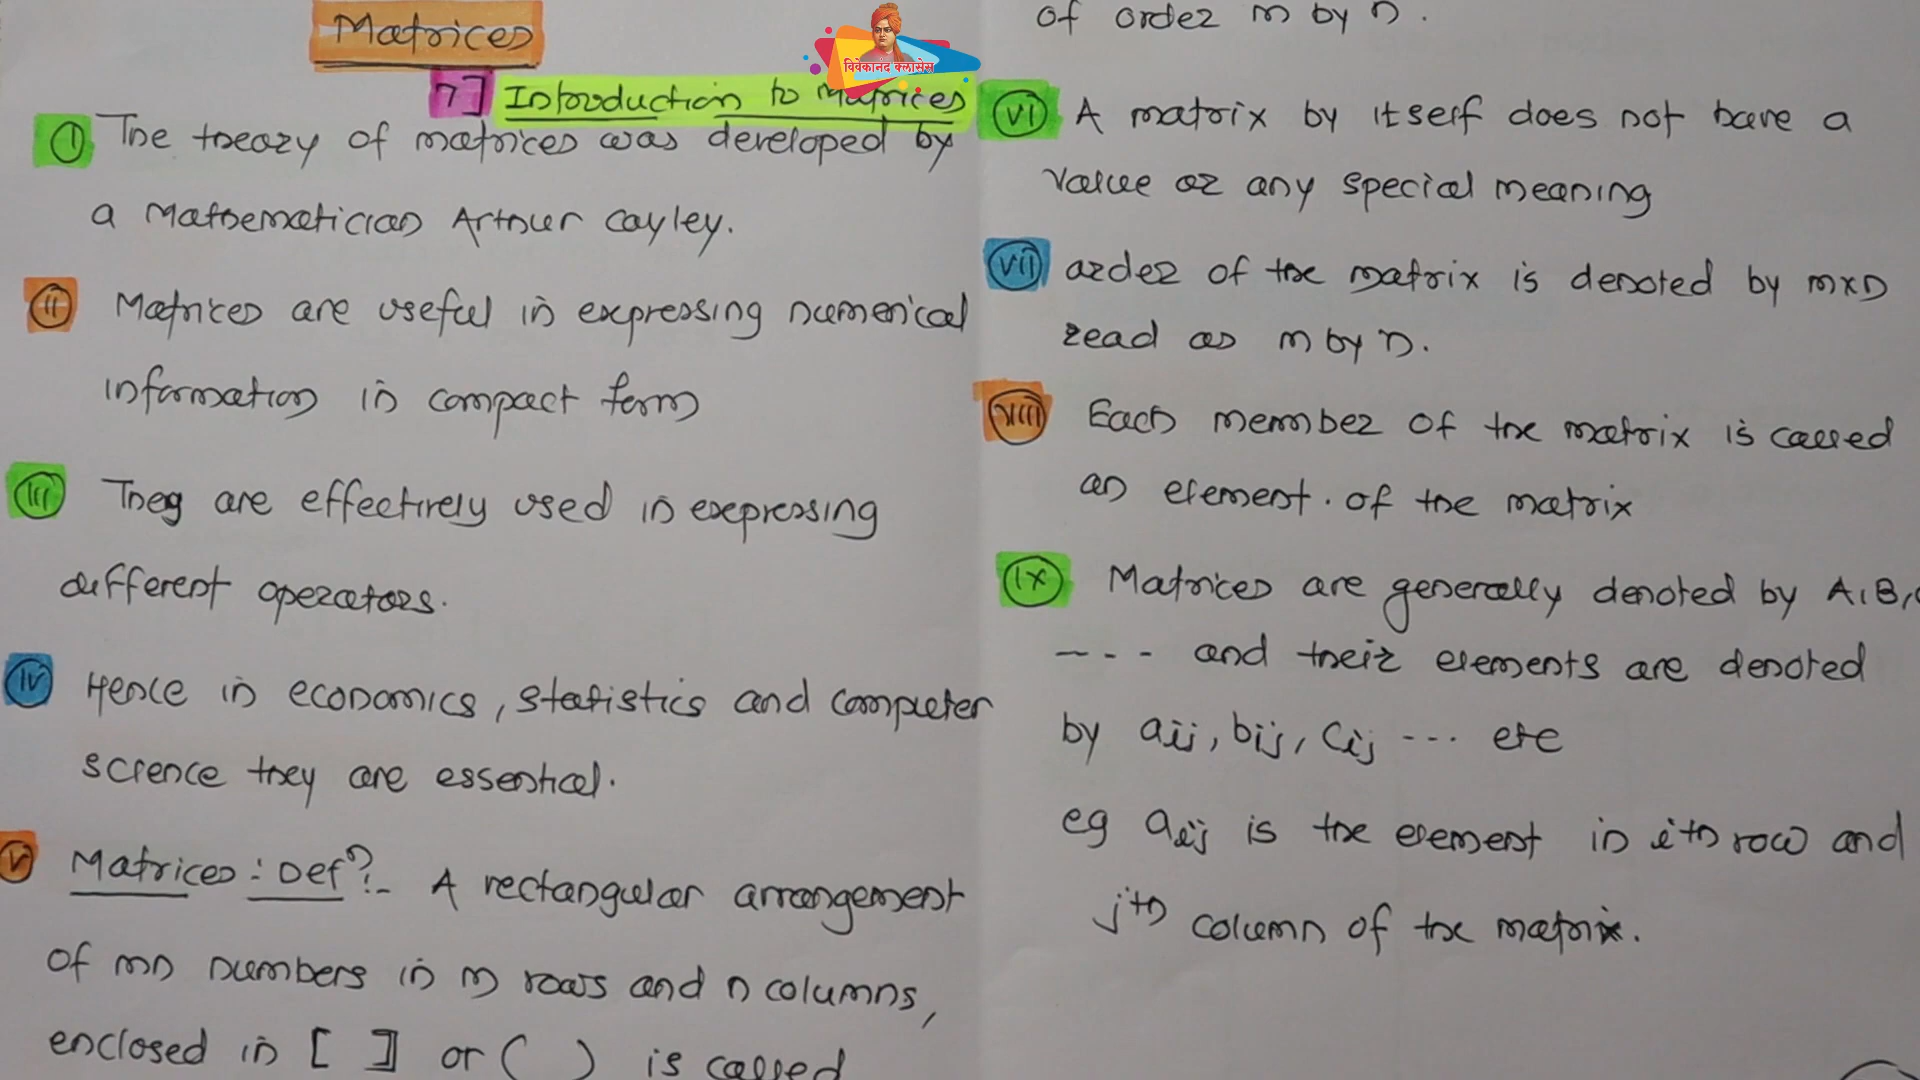 Matrices
विवेकानंद क्लासेस
7] Introduction to Matrices
(i) The theory of matrices was developed by
a Mathematician Arthur Cayley.
(ii) Matrices are useful in expressing numerical
information in compact form
(iii) They are effectively used in expressing
different operators.
(iv) Hence in economics, statistics and computer
science they are essential.
(v) Matrices : Defn :- A rectangular arrangement
of mn numbers in m rows and n columns,
enclosed in [ ] or ( ) is called
of order m by n.
(vi) A matrix by itself does not have a
value or any special meaning
(vii) order of the matrix is denoted by m×n
read as m by n.
(viii) Each member of the matrix is called
an element. of the matrix
(ix) Matrices are generally denoted by A, B, C
---- and their elements are denoted
by aij, bij, cij --- etc
eg aij is the element in ith row and
jth column of the matrix.